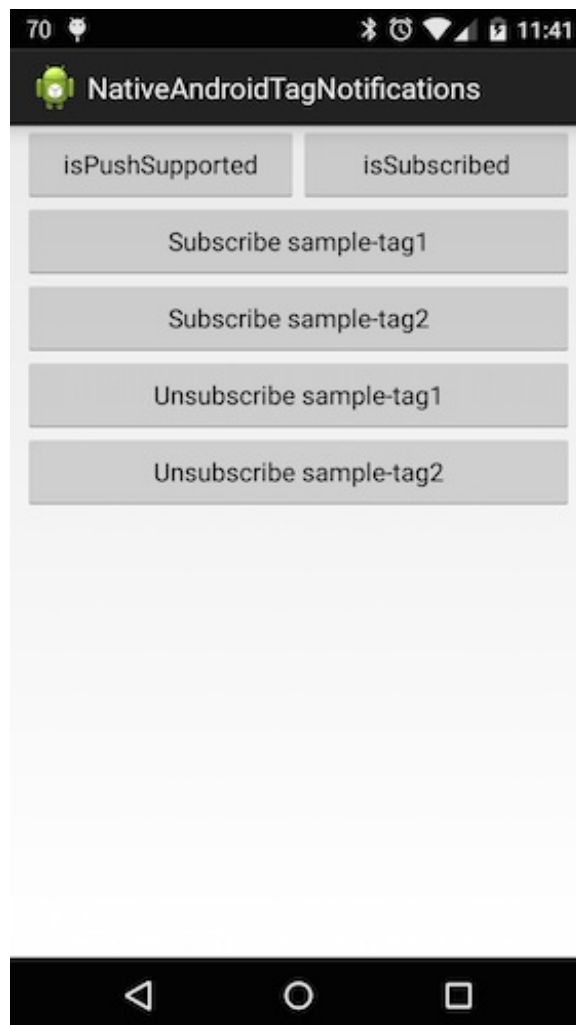 70 11:41
NativeAndroidTagNotifications
isPushSupported isSubscribed
Subscribe sample-tag1
Subscribe sample-tag2
Unsubscribe sample-tag1
Unsubscribe sample-tag2